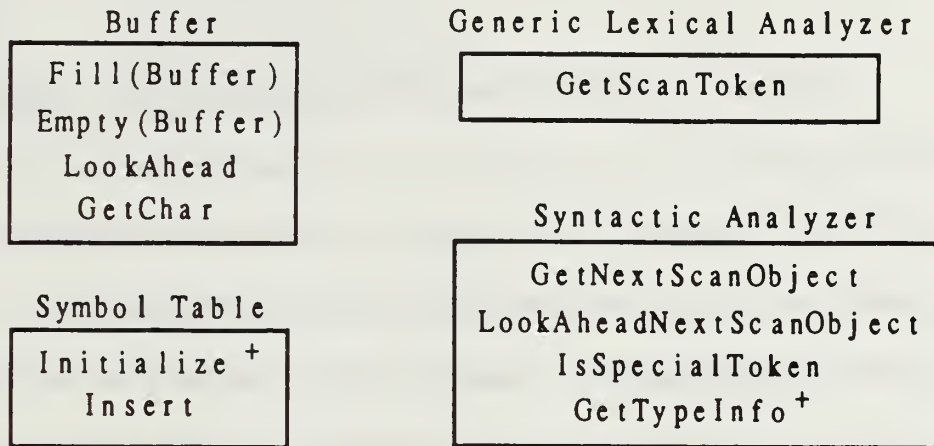 Buffer
Fill(Buffer)
Empty(Buffer)
LookAhead
GetChar
Generic Lexical Analyzer
GetScanToken
Symbol Table
Initialize+
Insert
Syntactic Analyzer
GetNextScanObject
LookAheadNextScanObject
IsSpecialToken
GetTypeInfo+